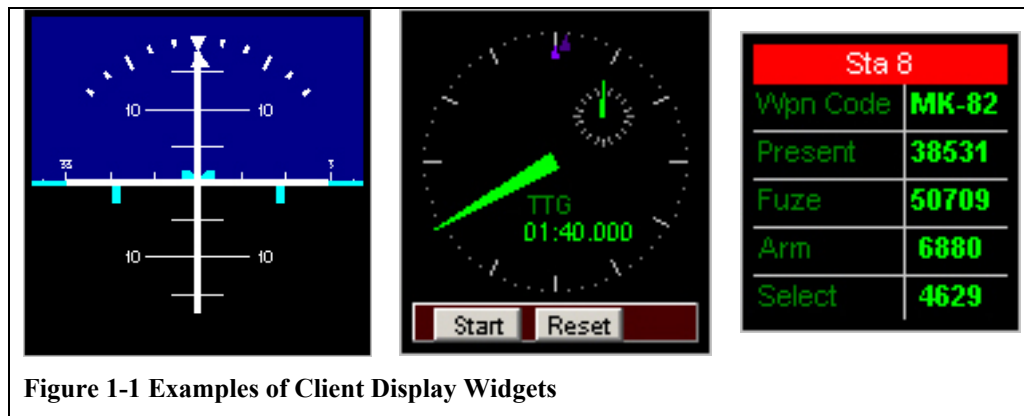 10 10
33 3
10 10
TTG
01:40.000
Start Reset
Sta 8
Wpn Code MK-82
Present 38531
Fuze 50709
Arm 6880
Select 4629
Figure 1-1 Examples of Client Display Widgets